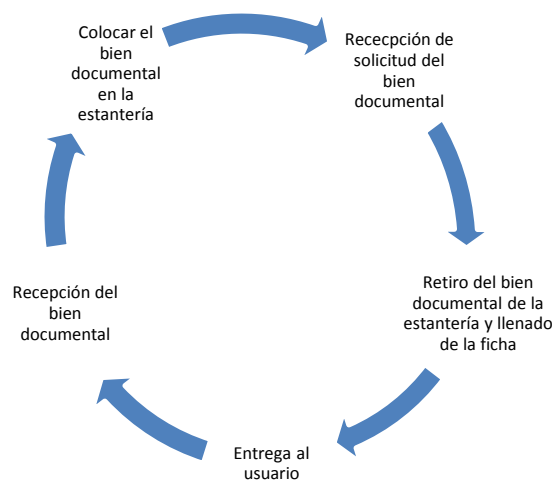 Colocar el
bien
documental
en la
estantería
Rececpción de
solicitud del
bien
documental
Retiro del bien
documental de la
estantería y llenado
de la ficha
Entrega al
usuario
Recepción del
bien
documental